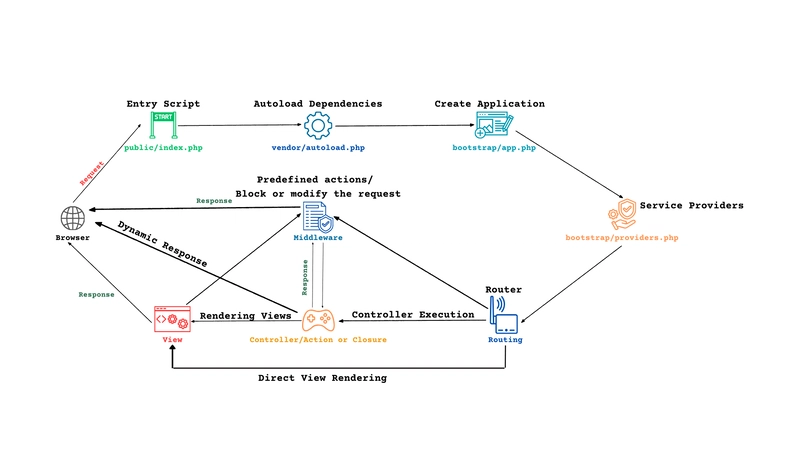 Entry Script
Autoload Dependencies
Create Application
START
public/index.php
vendor/autoload.php
bootstrap/app.php
Request
Predefined actions/
Block or modify the request
Response
Service Providers
Browser
Middleware
bootstrap/providers.php
Dynamic Response
Response
Response
Router
Rendering Views
Controller Execution
View
Controller/Action or Closure
Routing
Direct View Rendering